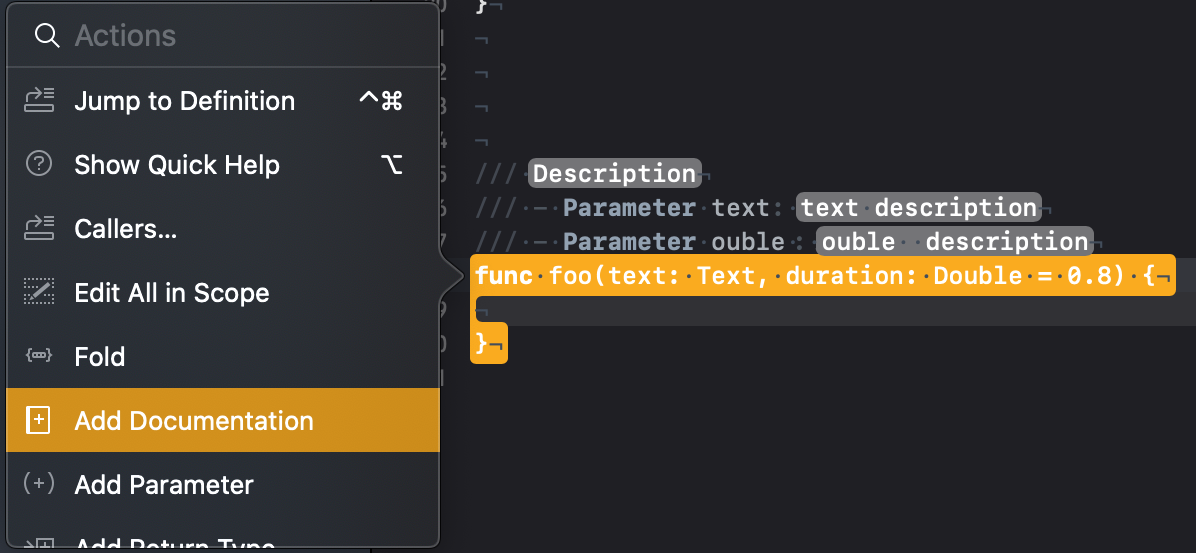 Actions
Jump to Definition ^⌘
Show Quick Help ⌥
Callers...
Edit All in Scope
Fold
Add Documentation
Add Parameter
Add Return Type
}¬
¬
¬
¬
¬
/// Description¬
/// - Parameter text: text description¬
/// - Parameter ouble : ouble  description¬
func foo(text: Text, duration: Double = 0.8) {¬
¬
}¬